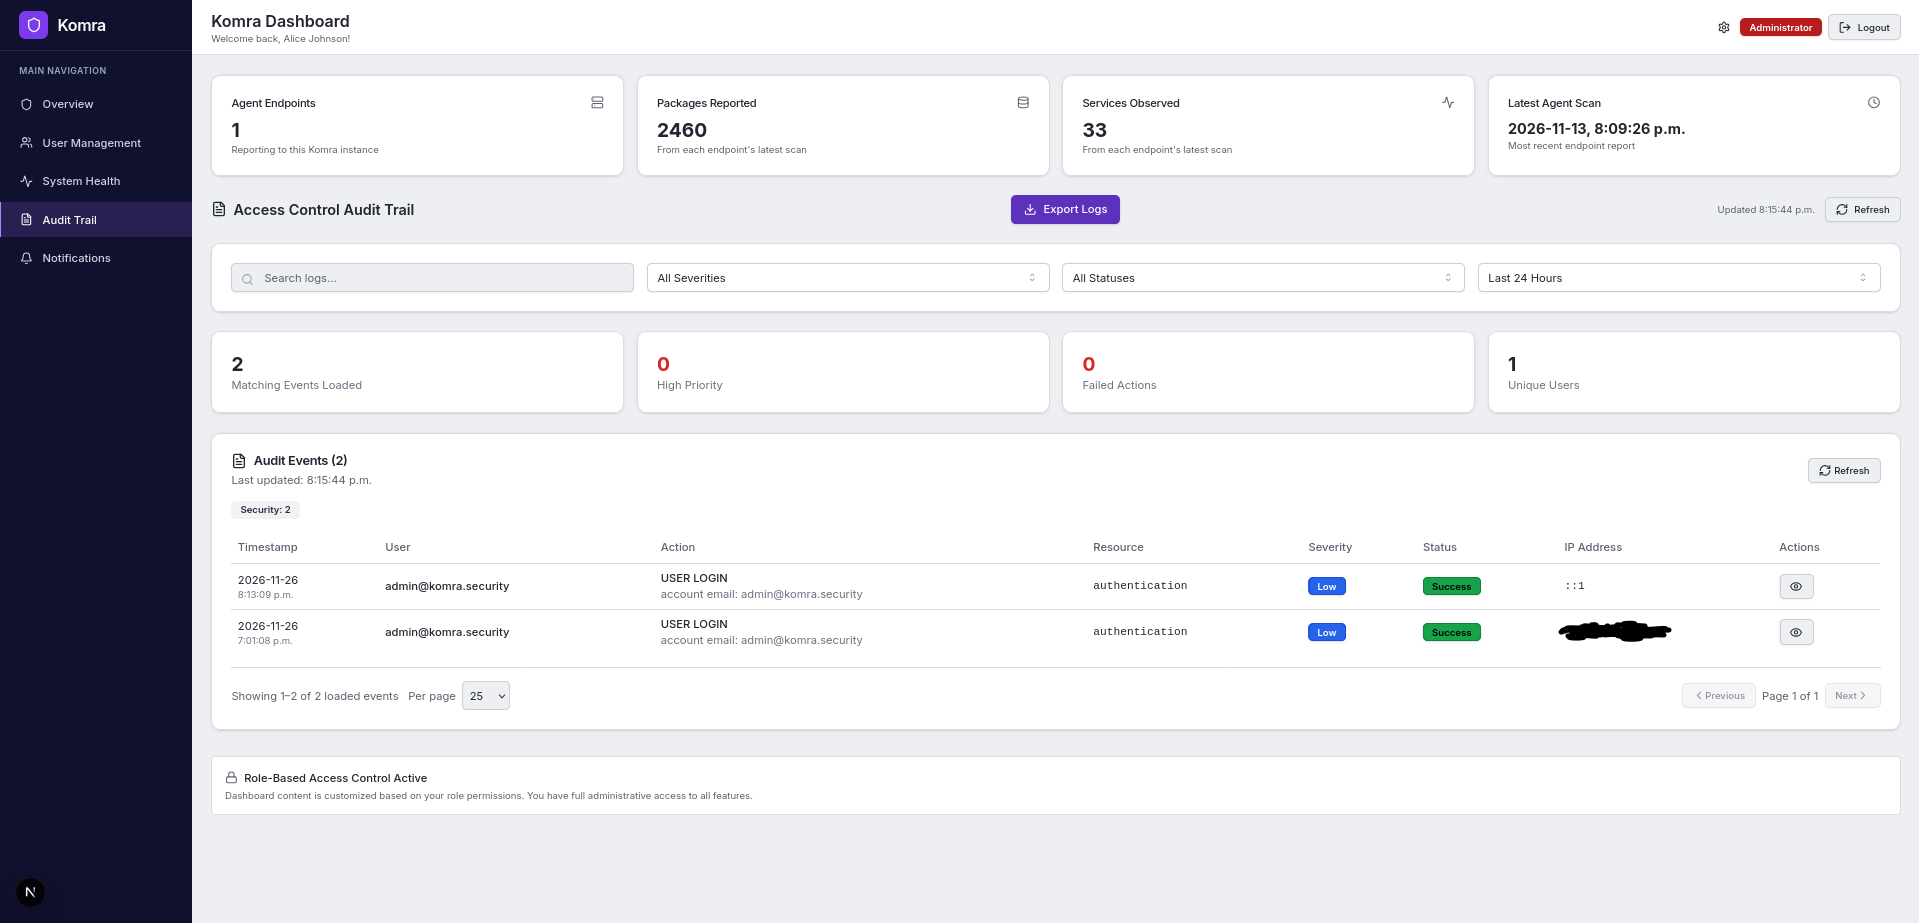 Komra
MAIN NAVIGATION
Overview
User Management
System Health
Audit Trail
Notifications
N
Komra Dashboard
Welcome back, Alice Johnson!
Administrator
Logout
Agent Endpoints
1
Reporting to this Komra instance
Packages Reported
2460
From each endpoint's latest scan
Services Observed
33
From each endpoint's latest scan
Latest Agent Scan
2026-11-13, 8:09:26 p.m.
Most recent endpoint report
Access Control Audit Trail
Export Logs
Updated 8:15:44 p.m.
Refresh
Search logs...
All Severities
All Statuses
Last 24 Hours
2
Matching Events Loaded
0
High Priority
0
Failed Actions
1
Unique Users
Audit Events (2)
Last updated: 8:15:44 p.m.
Refresh
Security: 2
Timestamp User Action Resource Severity Status IP Address Actions
2026-11-26
8:13:09 p.m.
admin@komra.security
USER LOGIN
account email: admin@komra.security
authentication
Low
Success
::1
2026-11-26
7:01:08 p.m.
admin@komra.security
USER LOGIN
account email: admin@komra.security
authentication
Low
Success
Showing 1–2 of 2 loaded events Per page 25
Previous Page 1 of 1 Next
Role-Based Access Control Active
Dashboard content is customized based on your role permissions. You have full administrative access to all features.